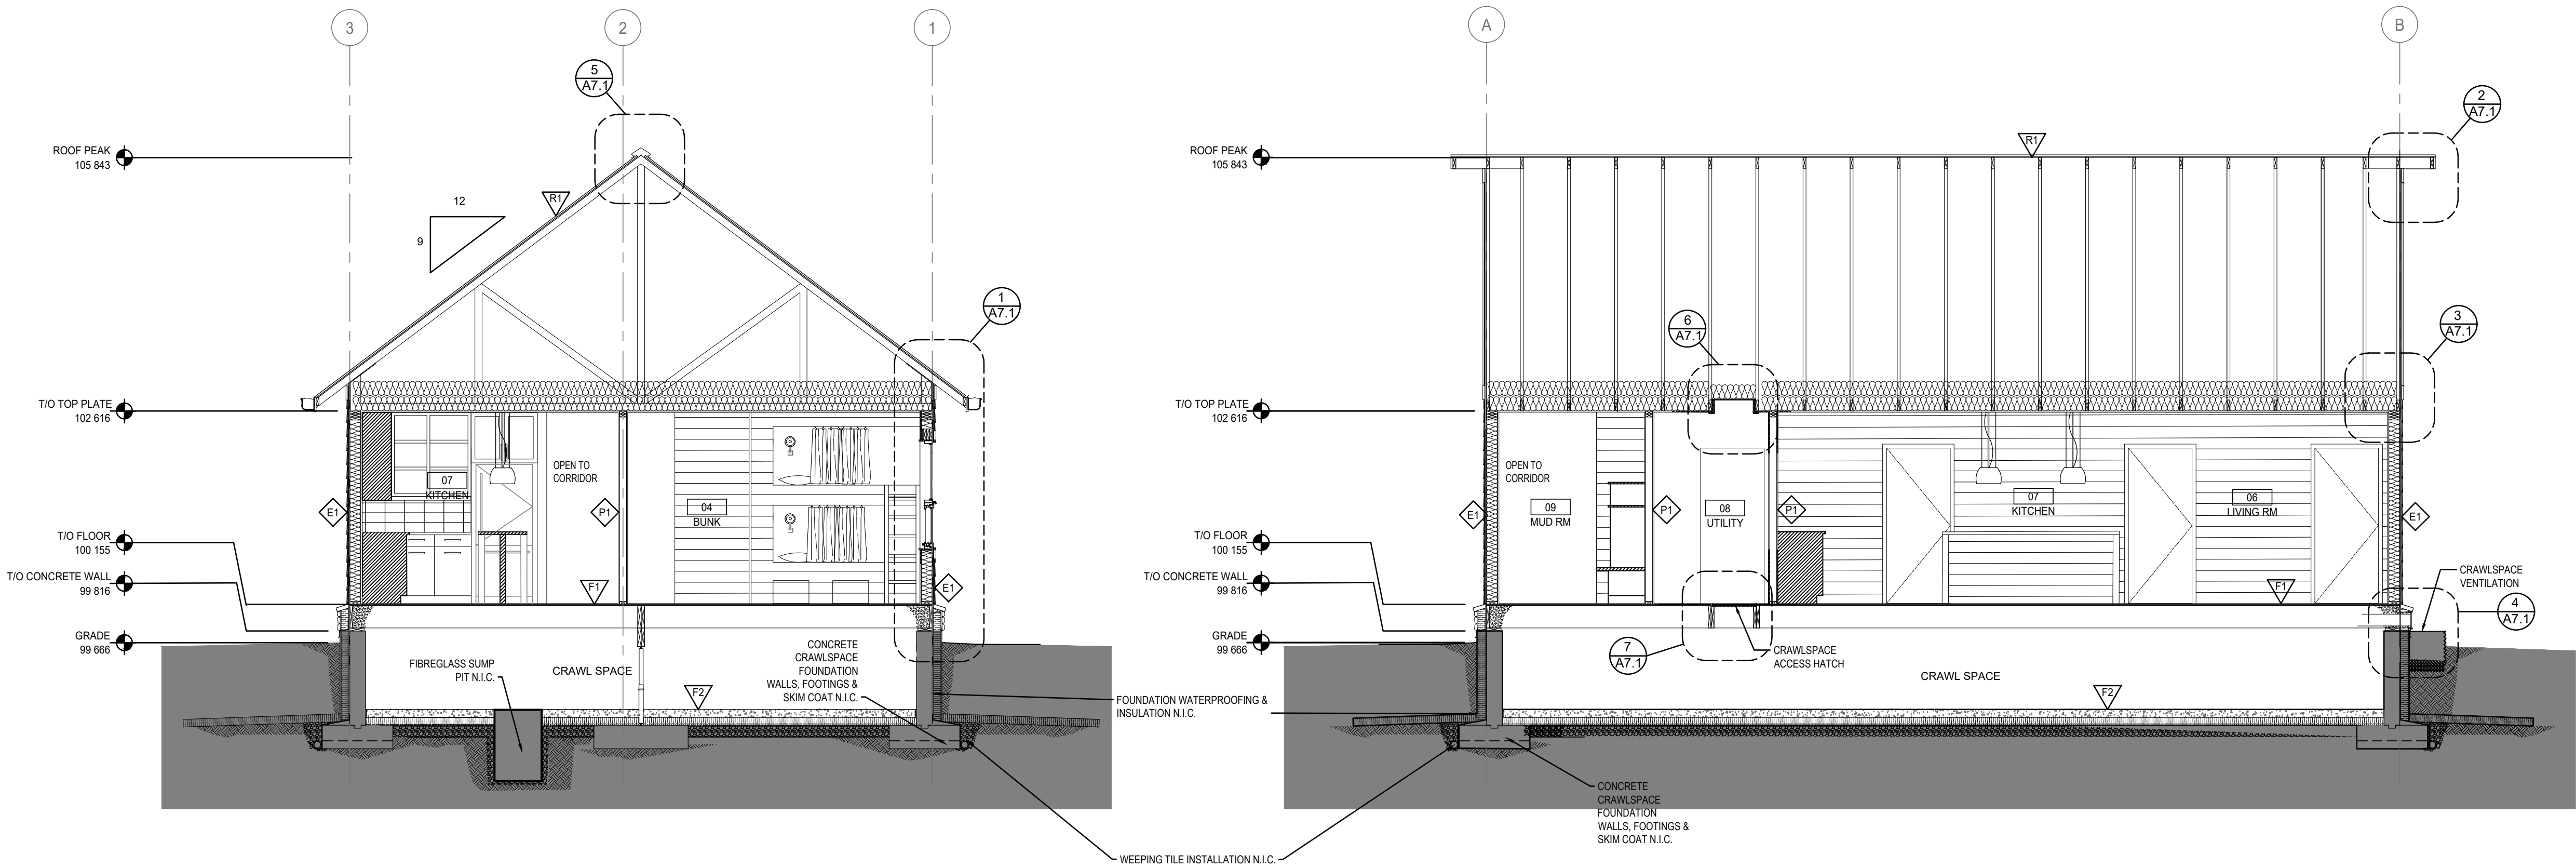 3
2
1
5
A7.1
ROOF PEAK
105 843
R1
12
9
1
A7.1
T/O TOP PLATE
102 616
OPEN TO
CORRIDOR
07
KITCHEN
E1
P1
04
BUNK
T/O FLOOR
100 155
T/O CONCRETE WALL
99 816
F1
E1
GRADE
99 666
FIBREGLASS SUMP
PIT N.I.C.
CRAWL SPACE
CONCRETE
CRAWLSPACE
FOUNDATION
WALLS, FOOTINGS &
SKIM COAT N.I.C.
F2
FOUNDATION WATERPROOFING &
INSULATION N.I.C.
WEEPING TILE INSTALLATION N.I.C.
A
B
2
A7.1
ROOF PEAK
105 843
R1
6
A7.1
3
A7.1
T/O TOP PLATE
102 616
OPEN TO
CORRIDOR
E1
09
MUD RM
P1
08
UTILITY
P1
07
KITCHEN
06
LIVING RM
E1
T/O FLOOR
100 155
T/O CONCRETE WALL
99 816
F1
CRAWLSPACE
VENTILATION
4
A7.1
GRADE
99 666
7
A7.1
CRAWLSPACE
ACCESS HATCH
CRAWL SPACE
F2
CONCRETE
CRAWLSPACE
FOUNDATION
WALLS, FOOTINGS &
SKIM COAT N.I.C.